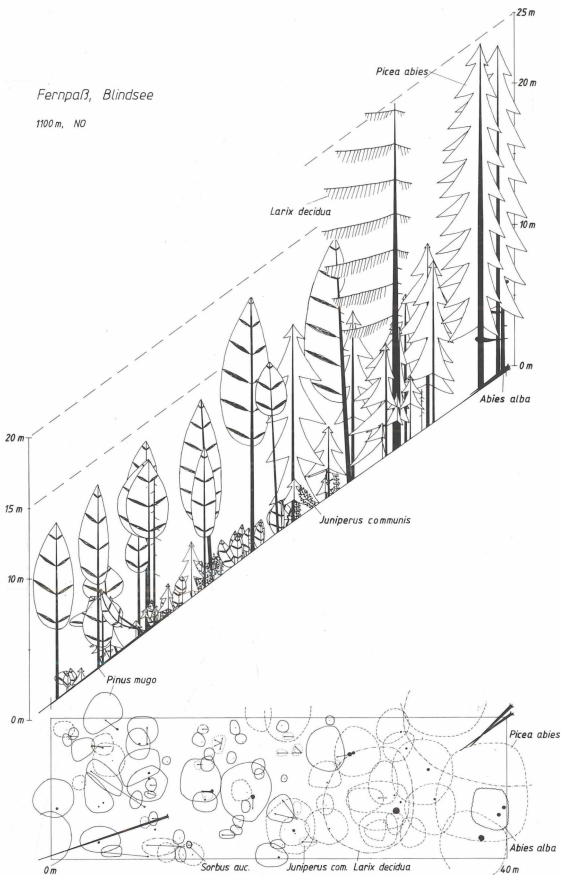 25 m
Picea abies
20 m
Fernpaß, Blindsee
1100 m, NO
Larix decidua
10 m
0 m
Abies alba
20 m
15 m
Juniperus communis
10 m
Pinus mugo
0 m
Picea abies
Abies alba
0 m
Sorbus auc.
Juniperus com.
Larix decidua
40 m